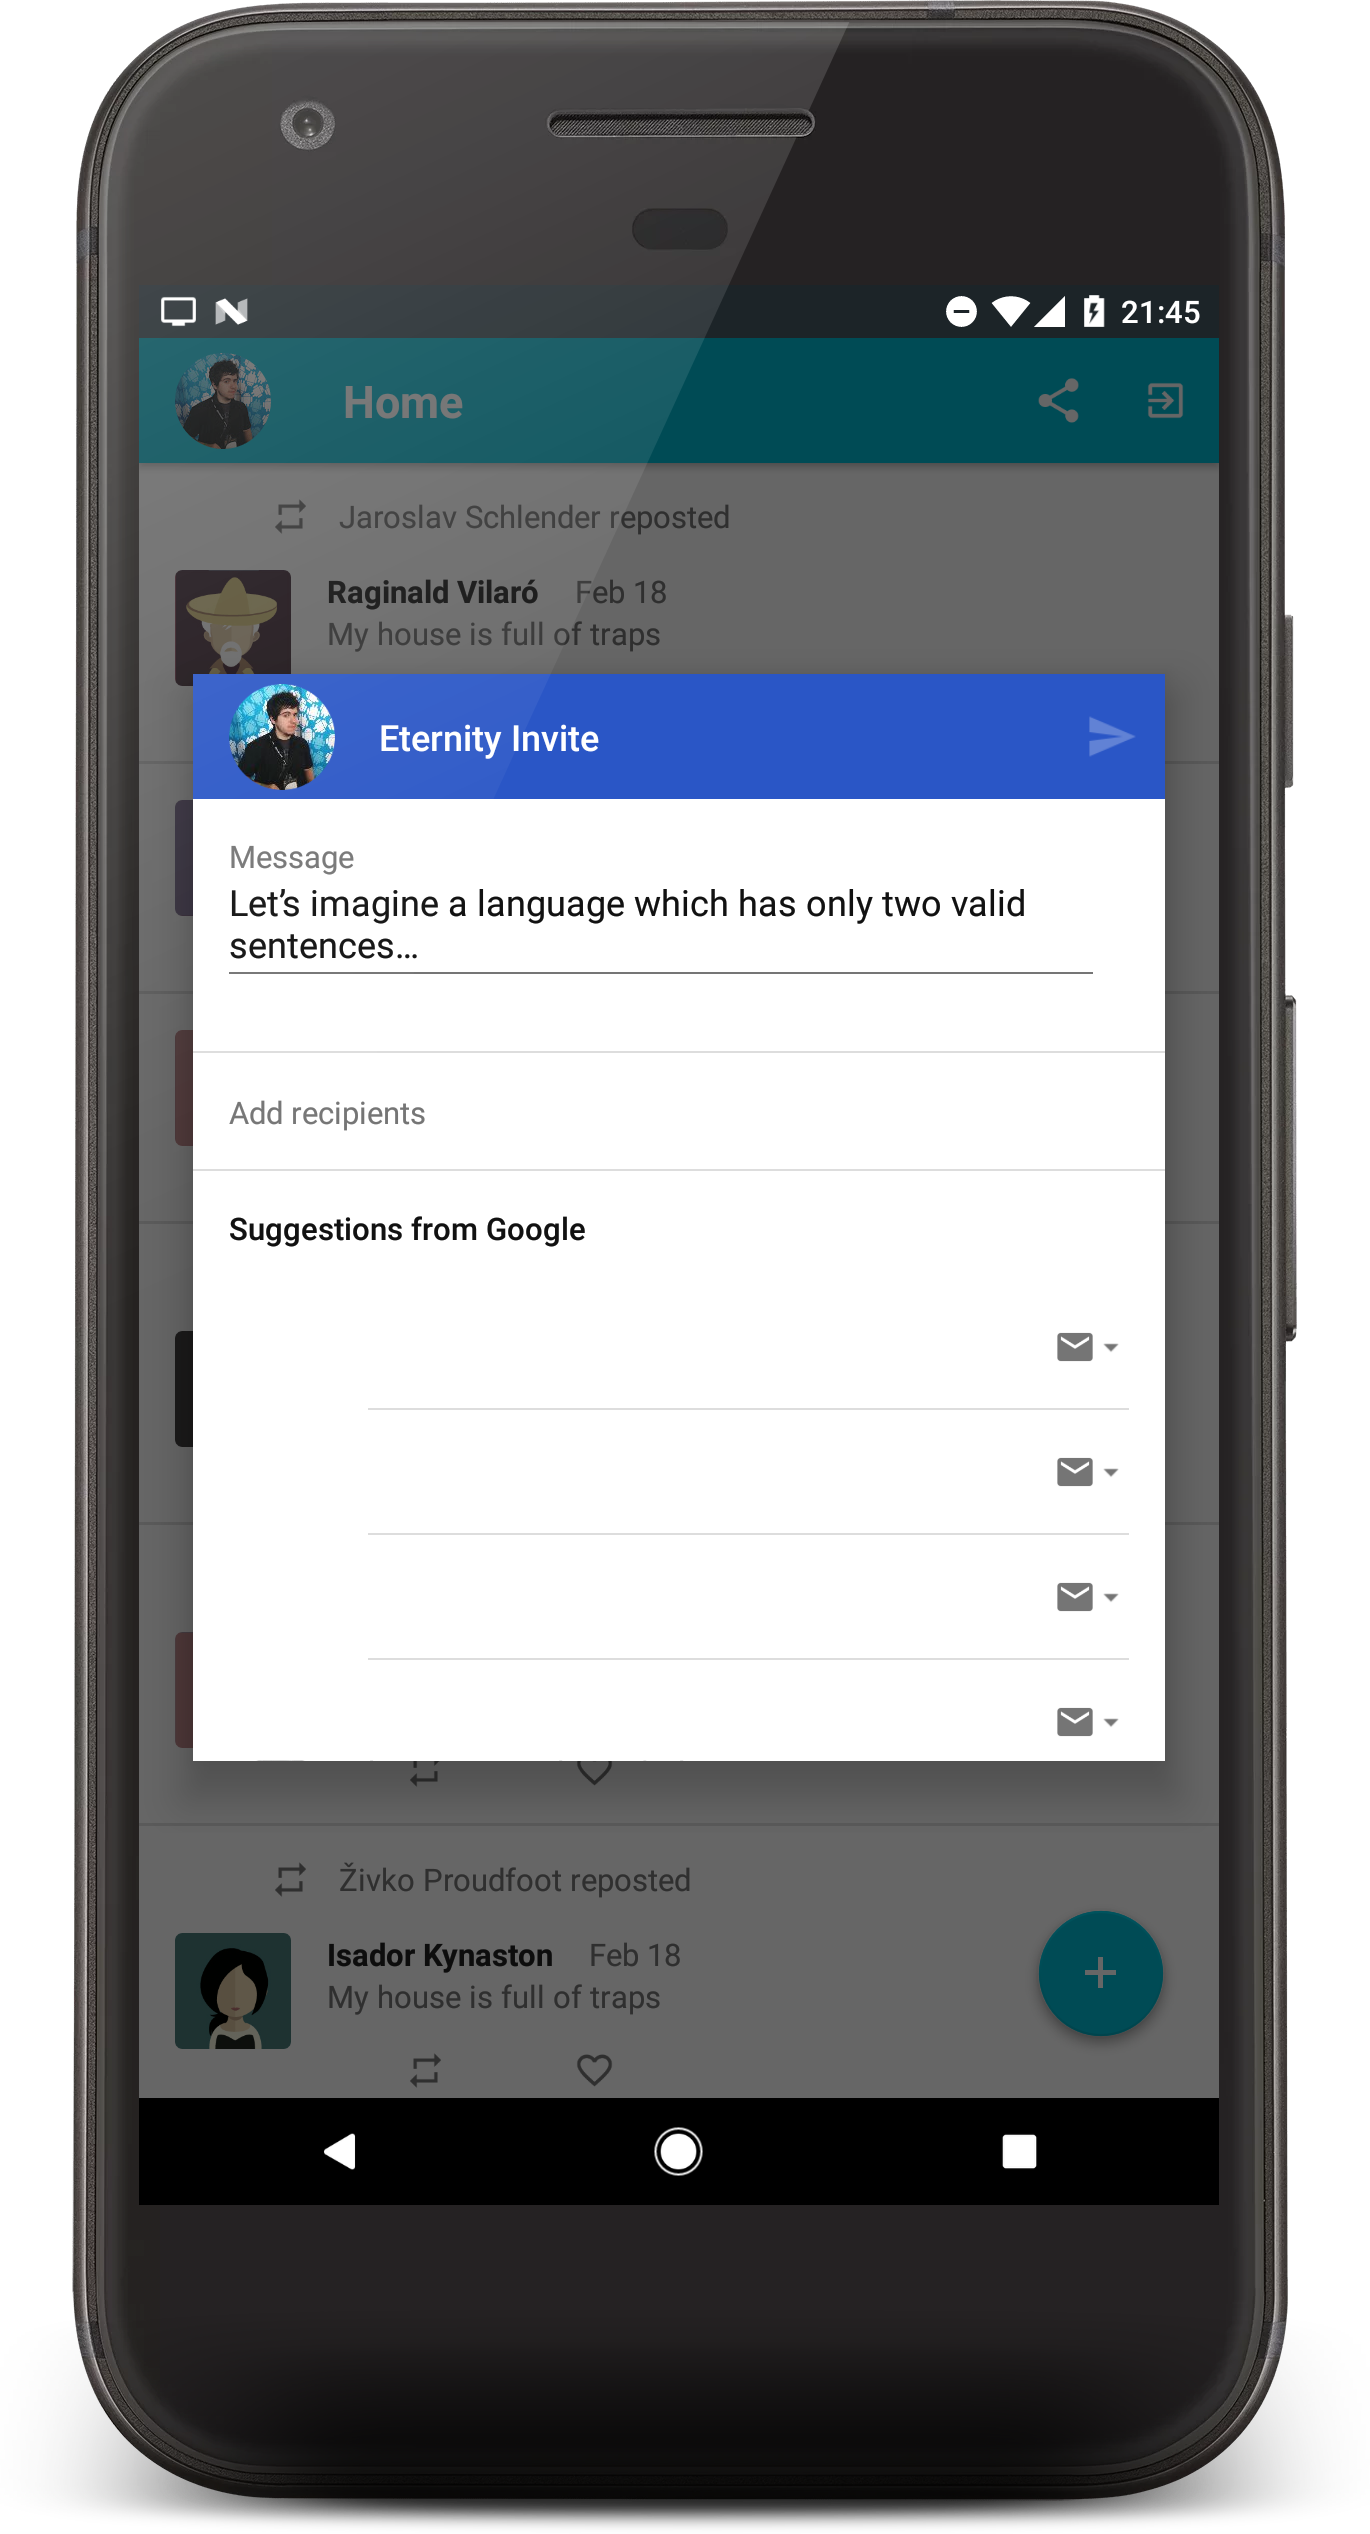 21:45
Home
Jaroslav Schlender reposted
Raginald Vilaró Feb 18
My house is full of traps
Eternity Invite
Message
Let’s imagine a language which has only two valid
sentences…
Add recipients
Suggestions from Google
Živko Proudfoot reposted
Isador Kynaston Feb 18
My house is full of traps